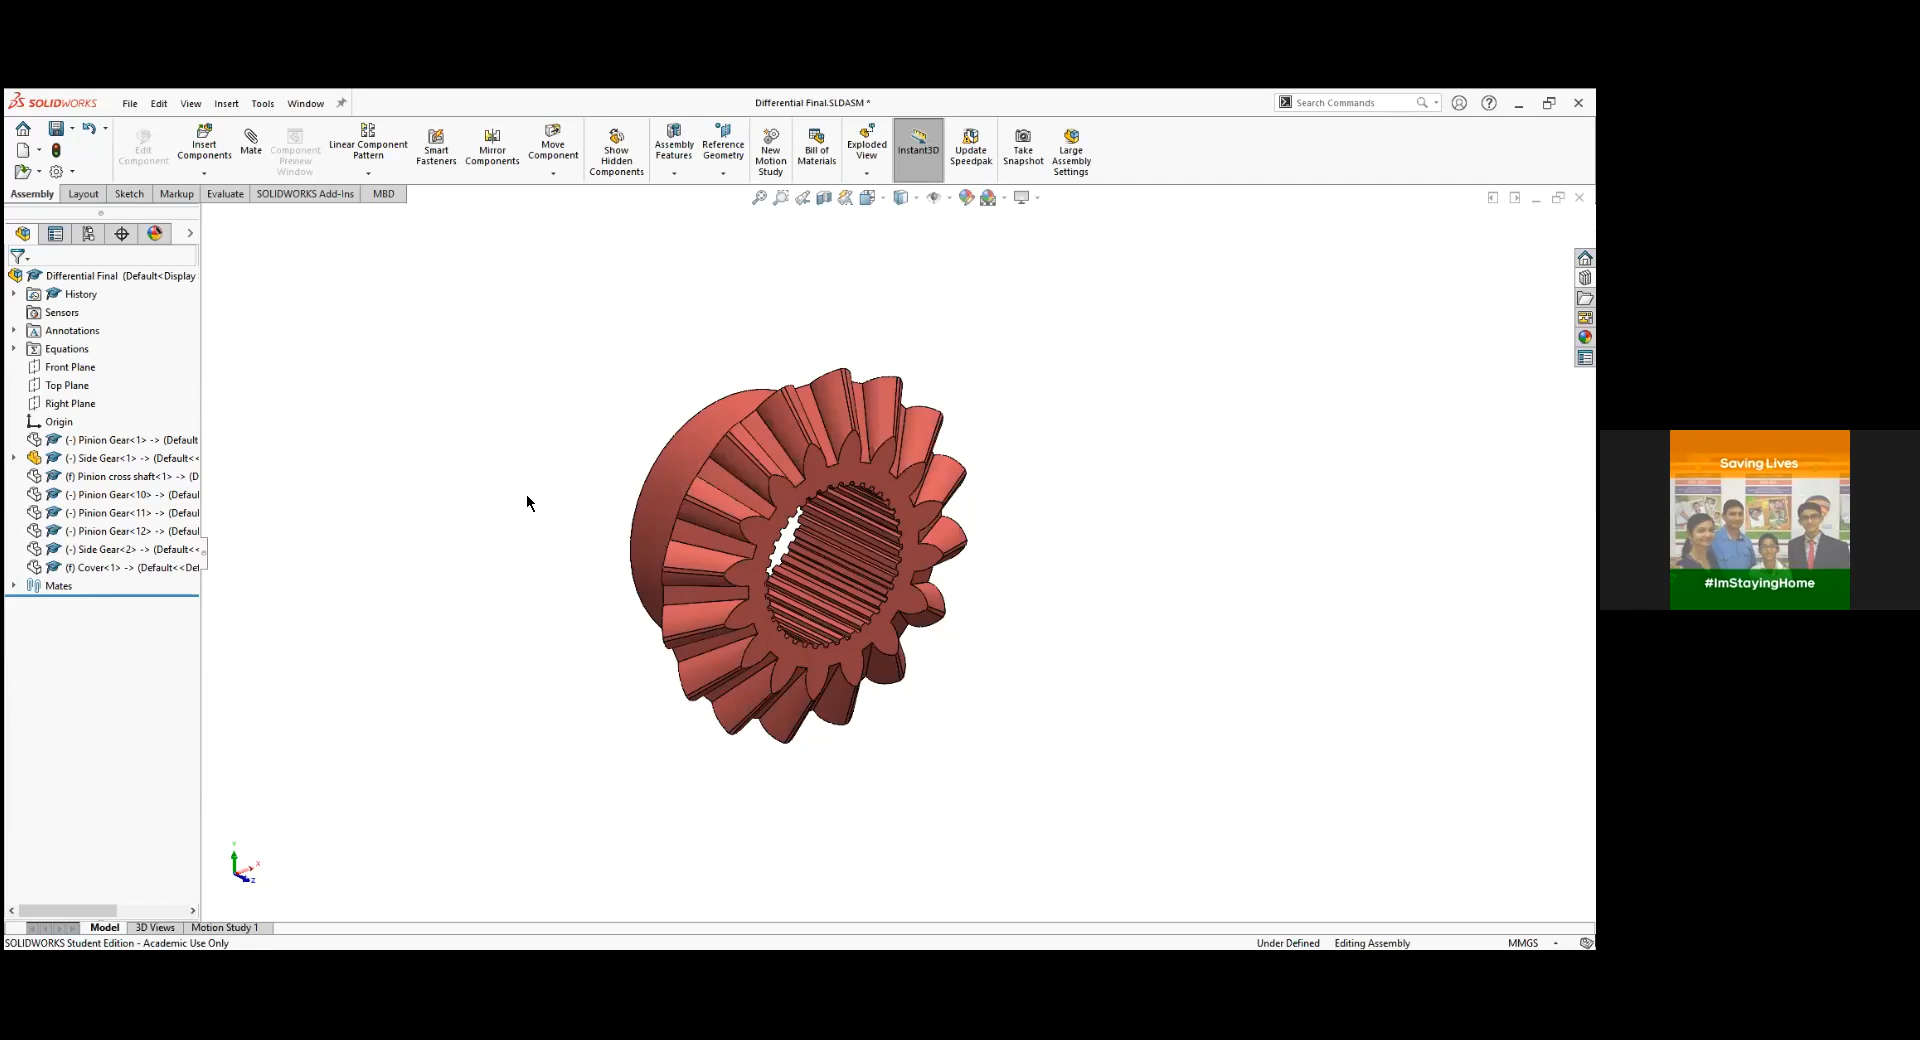 SOLIDWORKS File Edit View Insert Tools Window Differential Final.SLDASM * Search Commands
Edit Component
Insert Components
Mate
Component Preview Window
Linear Component Pattern
Smart Fasteners
Mirror Components
Move Component
Show Hidden Components
Assembly Features
Reference Geometry
New Motion Study
Bill of Materials
Exploded View
Instant3D
Update Speedpak
Take Snapshot
Large Assembly Settings
Assembly Layout Sketch Markup Evaluate SOLIDWORKS Add-Ins MBD
Differential Final (Default<Display
History
Sensors
Annotations
Equations
Front Plane
Top Plane
Right Plane
Origin
(-) Pinion Gear<1> -> (Default
(-) Side Gear<1> -> (Default<<
(f) Pinion cross shaft<1> -> (D
(-) Pinion Gear<10> -> (Defaul
(-) Pinion Gear<11> -> (Defaul
(-) Pinion Gear<12> -> (Defaul
(-) Side Gear<2> -> (Default<<
(f) Cover<1> -> (Default<<Def
Mates
Y
X
Z
Model 3D Views Motion Study 1
SOLIDWORKS Student Edition - Academic Use Only Under Defined Editing Assembly MMGS
Saving Lives
#ImStayingHome